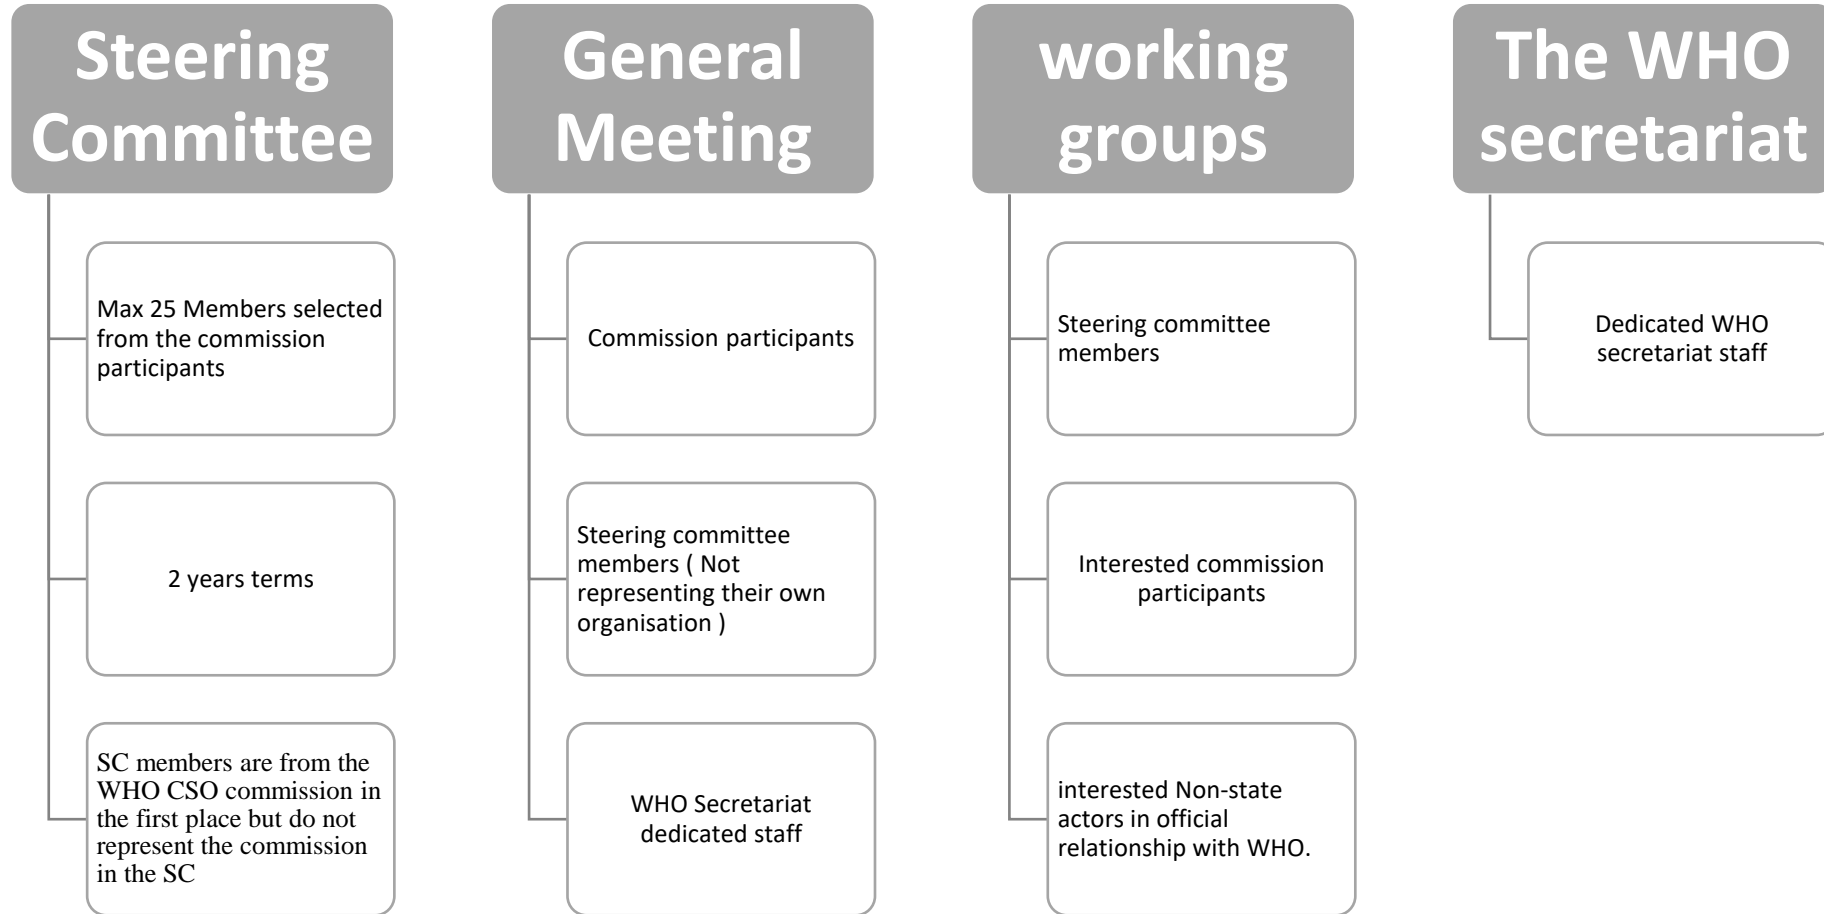 Steering
Committee
Max 25 Members selected
from the commission
participants
2 years terms
SC members are from the
WHO CSO commission in
the first place but do not
represent the commission
in the SC
General
Meeting
Commission participants
Steering committee
members ( Not
representing their own
organisation )
WHO Secretariat
dedicated staff
working
groups
Steering committee
members
Interested commission
participants
interested Non-state
actors in official
relationship with WHO.
The WHO
secretariat
Dedicated WHO
secretariat staff